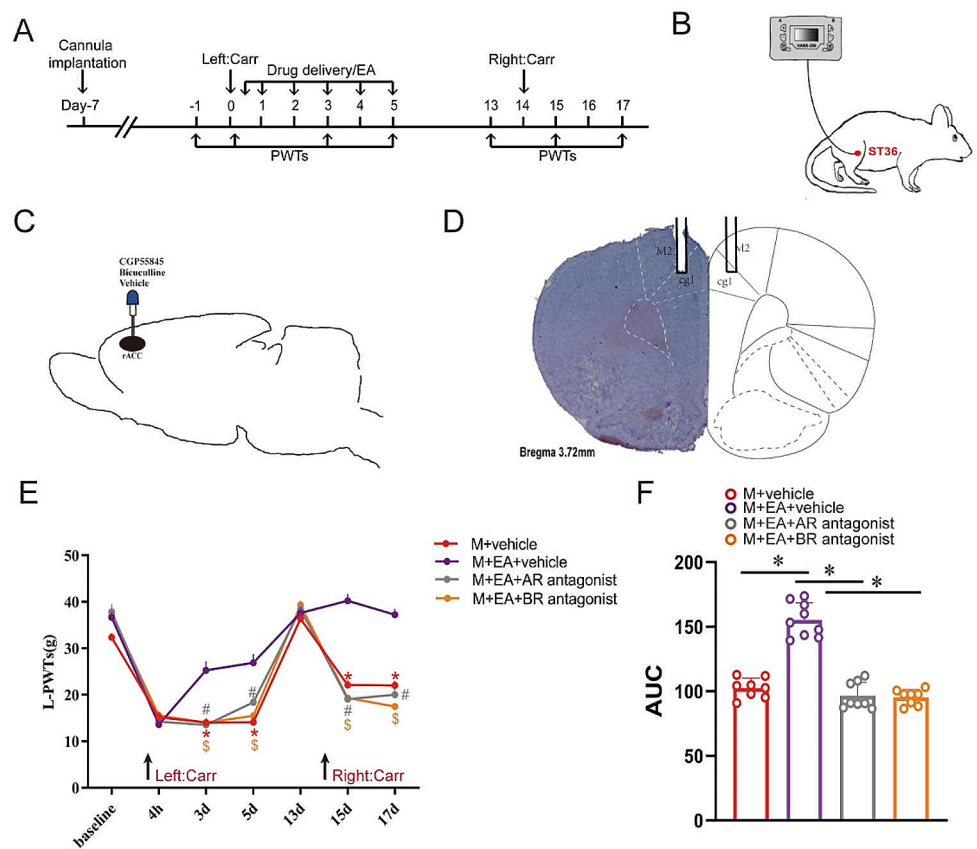 A
Cannula
implantation
Day-7
Left:Carr
Drug delivery/EA
Right:Carr
-1 0 1 2 3 4 5 13 14 15 16 17
PWTs
PWTs
B
A B
HANS-200
ST36
C
CGP55845
Bicuculline
Vehicle
rACC
D
M2 M2
cg1 cg1
Bregma 3.72mm
E
M+vehicle
M+EA+vehicle
M+EA+AR antagonist
M+EA+BR antagonist
L-PWTs(g)
50
40
30
20
10
0
# * $
# * $
* # $
* # $
Left:Carr
Right:Carr
baseline 4h 3d 5d 13d 15d 17d
F
M+vehicle
M+EA+vehicle
M+EA+AR antagonist
M+EA+BR antagonist
AUC
200
150
100
50
0
* * *